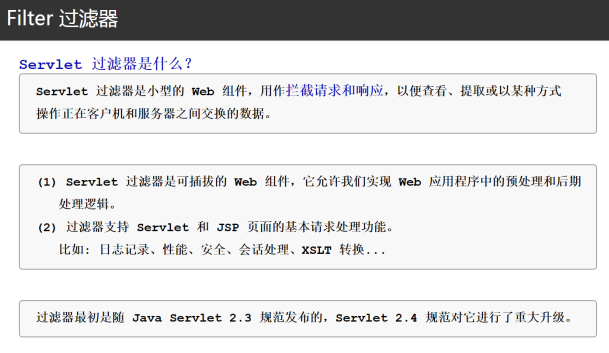 Filter 过滤器
Servlet 过滤器是什么？
Servlet 过滤器是小型的 Web 组件，用作拦截请求和响应，以便查看、提取或以某种方式
操作正在客户机和服务器之间交换的数据。
(1) Servlet 过滤器是可插拔的 Web 组件，它允许我们实现 Web 应用程序中的预处理和后期
处理逻辑。
(2) 过滤器支持 Servlet 和 JSP 页面的基本请求处理功能。
比如: 日志记录、性能、安全、会话处理、XSLT 转换...
过滤器最初是随 Java Servlet 2.3 规范发布的，Servlet 2.4 规范对它进行了重大升级。